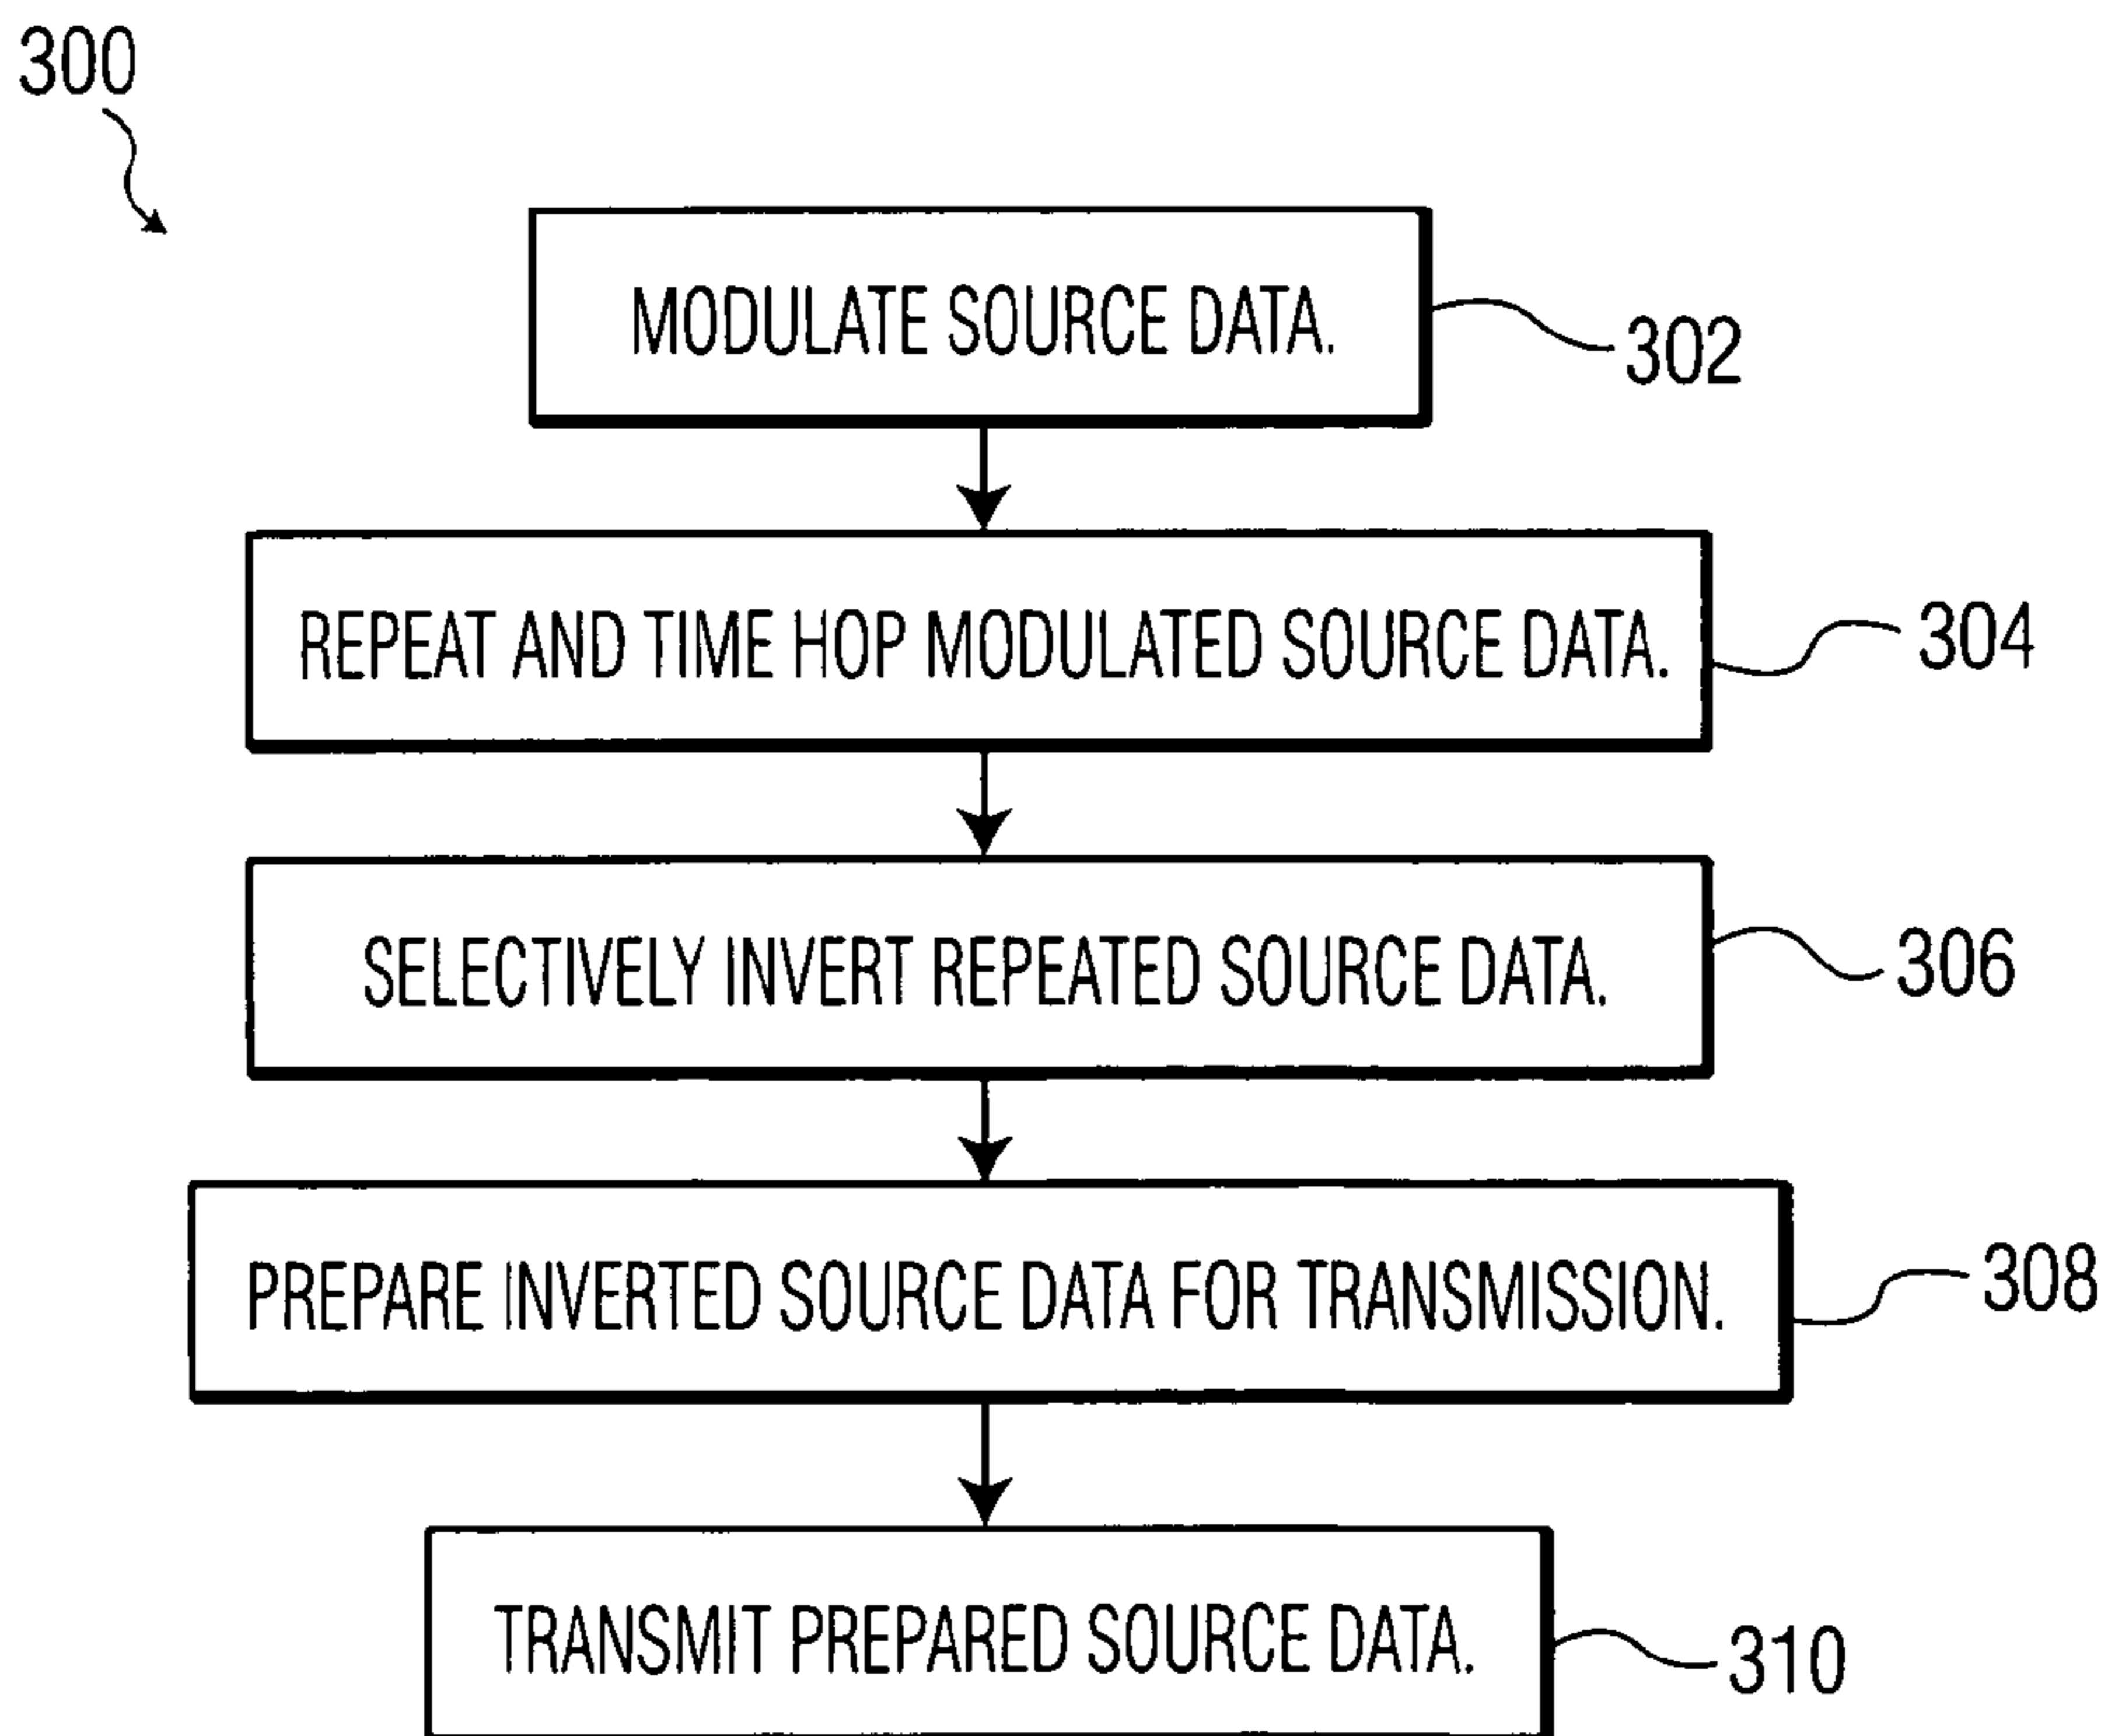 300
MODULATE SOURCE DATA.
302
REPEAT AND TIME HOP MODULATED SOURCE DATA.
304
SELECTIVELY INVERT REPEATED SOURCE DATA.
306
PREPARE INVERTED SOURCE DATA FOR TRANSMISSION.
308
TRANSMIT PREPARED SOURCE DATA.
310